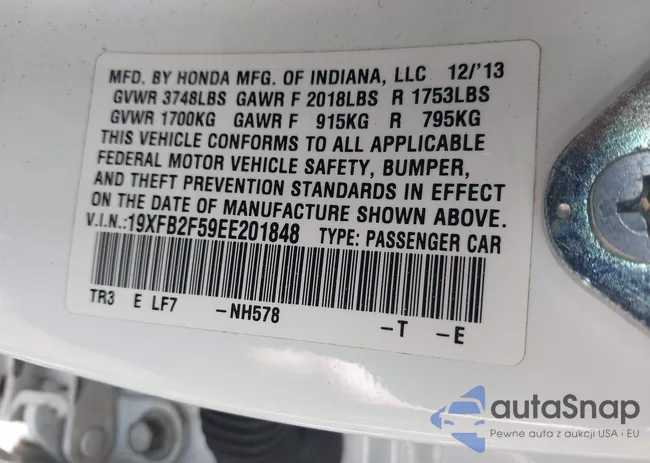 MFD. BY HONDA MFG. OF INDIANA, LLC 12/'13
GVWR 3748LBS GAWR F 2018LBS R 1753LBS
GVWR 1700KG GAWR F 915KG R 795KG
THIS VEHICLE CONFORMS TO ALL APPLICABLE
FEDERAL MOTOR VEHICLE SAFETY, BUMPER,
AND THEFT PREVENTION STANDARDS IN EFFECT
ON THE DATE OF MANUFACTURE SHOWN ABOVE.
V.I.N.:19XFB2F59EE201848 TYPE: PASSENGER CAR
TR3 E LF7 -NH578 -T -E
autaSnap
Pewne auta z aukcji USA i EU